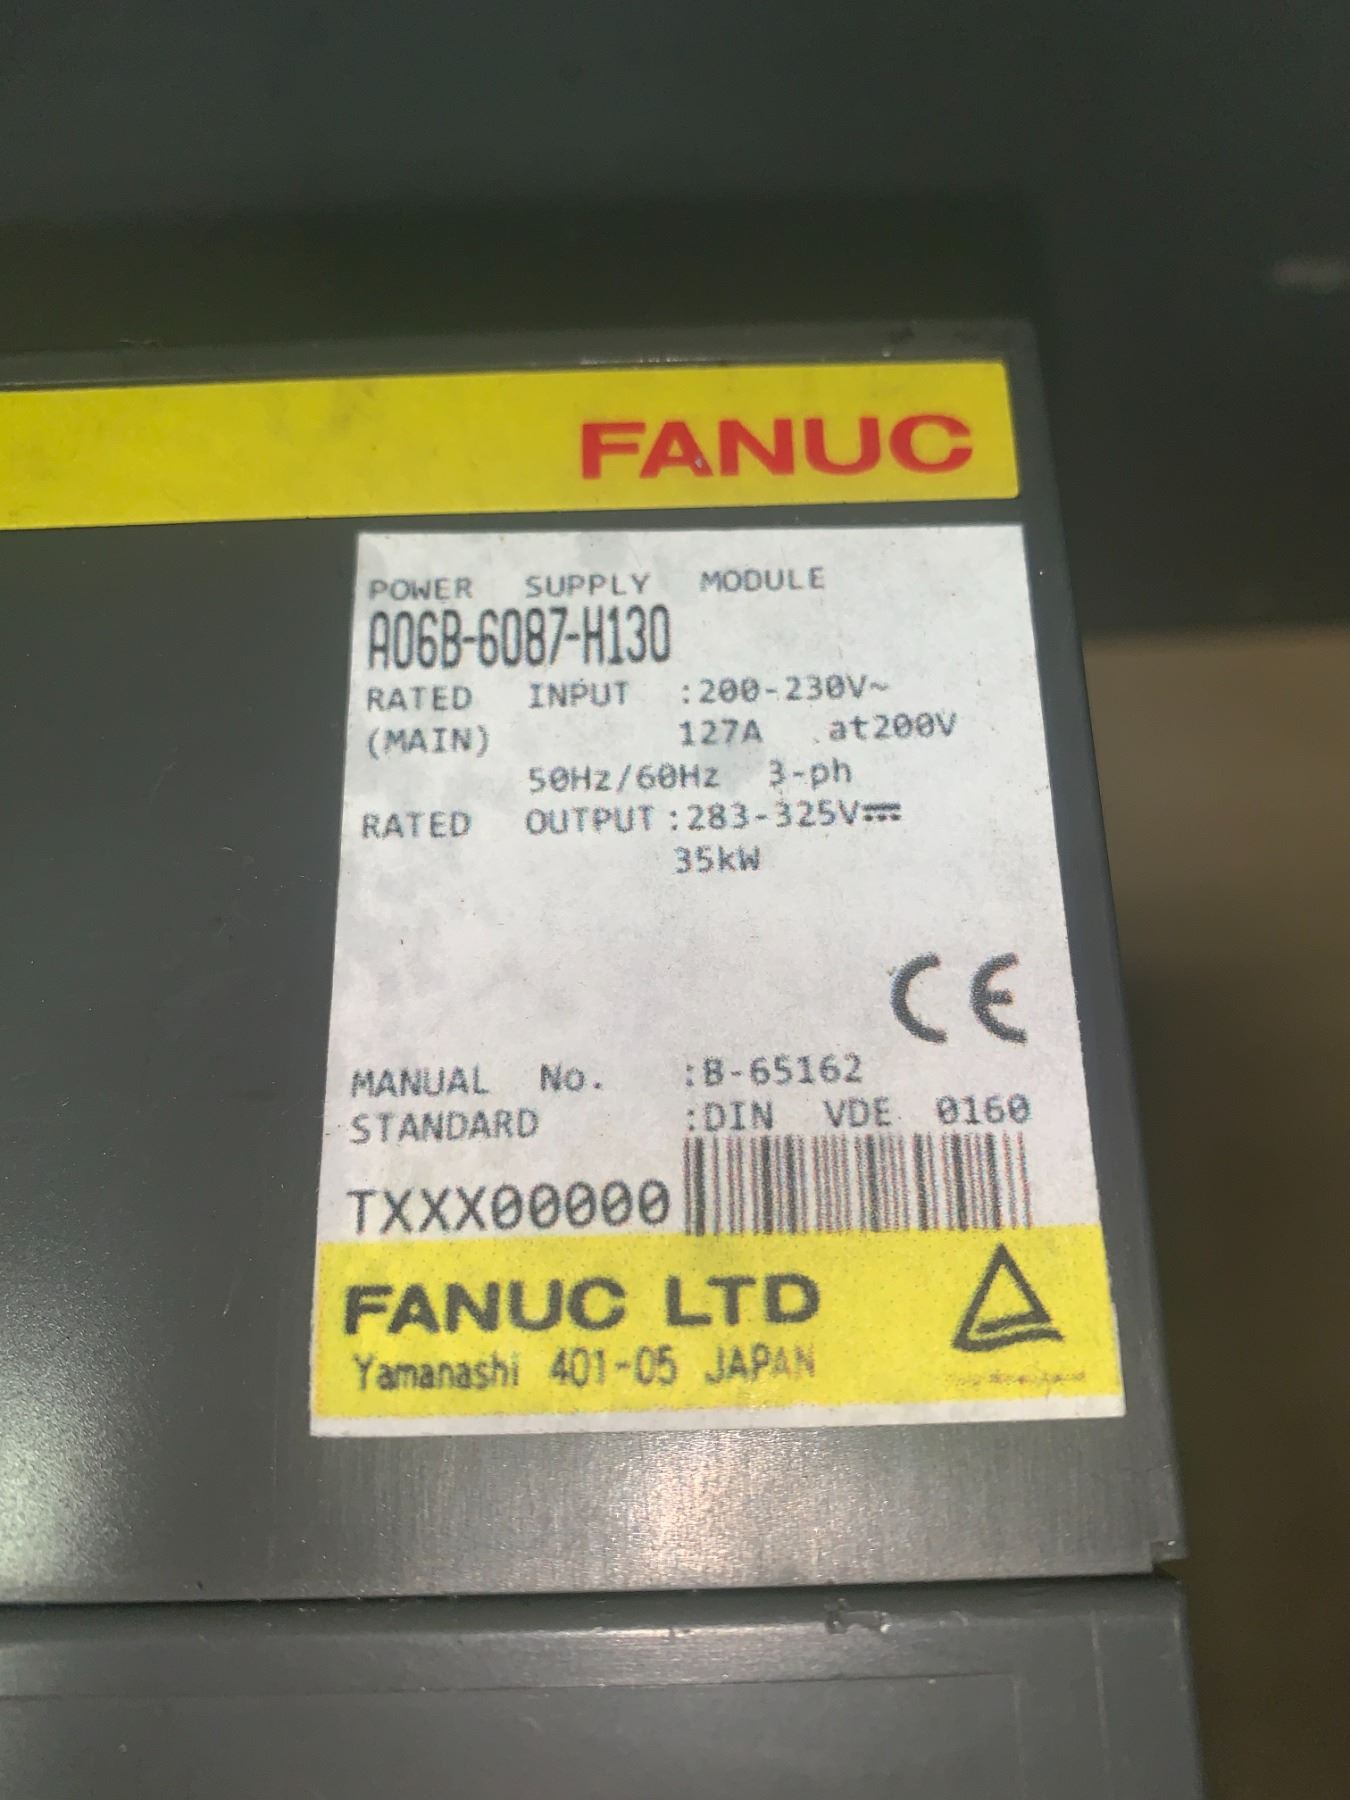 FANUC
POWER SUPPLY MODULE
A06B-6087-H130
RATED INPUT :200-230V~
(MAIN) 127A at200V
50Hz/60Hz 3-ph
RATED OUTPUT :283-325V⎓
35kW
CE
MANUAL No. :B-65162
STANDARD :DIN VDE 0160
TXXX00000
FANUC LTD
Yamanashi 401-05 JAPAN